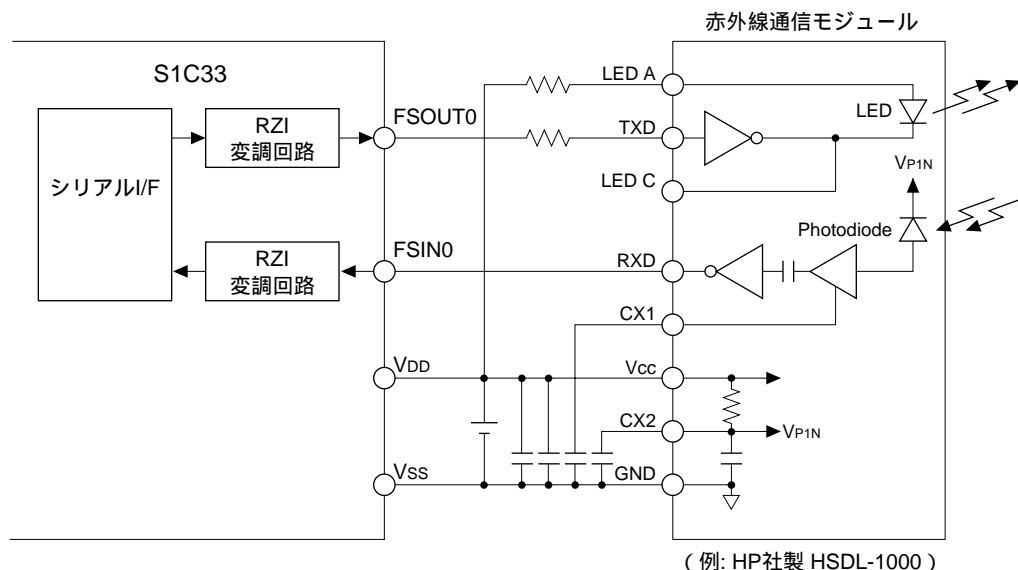 赤外線通信モジュール
S1C33
シリアルI/F
RZI
変調回路
RZI
変調回路
FSOUT0
FSIN0
VDD
VSS
LED A
TXD
LED C
RXD
CX1
Vcc
CX2
GND
LED
VP1N
Photodiode
VP1N
(例: HP社製 HSDL-1000)